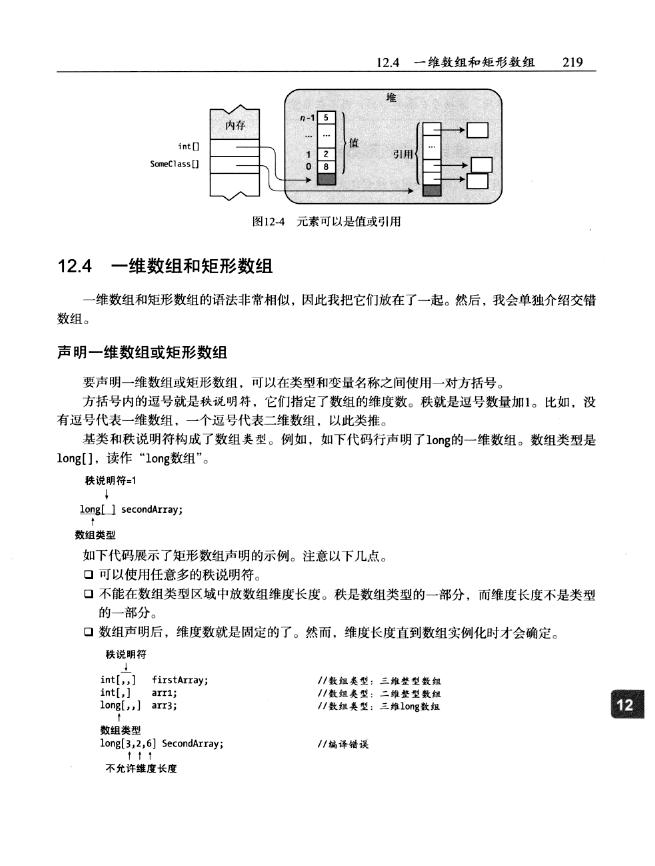 12.4 一维数组和矩形数组 219
堆
内存
int[]
SomeClass[]
n-1 5
... ...
1 2
0 8
值
引用
...
图12-4 元素可以是值或引用
12.4 一维数组和矩形数组
一维数组和矩形数组的语法非常相似，因此我把它们放在了一起。然后，我会单独介绍交错
数组。
声明一维数组或矩形数组
要声明一维数组或矩形数组，可以在类型和变量名称之间使用一对方括号。
方括号内的逗号就是秩说明符，它们指定了数组的维度数。秩就是逗号数量加1。比如，没
有逗号代表一维数组，一个逗号代表二维数组，以此类推。
基类和秩说明符构成了数组类型。例如，如下代码行声明了long的一维数组。数组类型是
long[]，读作“long数组”。
秩说明符=1
long[ ] secondArray;
数组类型
如下代码展示了矩形数组声明的示例。注意以下几点。
❑ 可以使用任意多的秩说明符。
❑ 不能在数组类型区域中放数组维度长度。秩是数组类型的一部分，而维度长度不是类型
的一部分。
❑ 数组声明后，维度数就是固定的了。然而，维度长度直到数组实例化时才会确定。
秩说明符
int[,,] firstArray; //数组类型：三维整型数组
int[,] arr1; //数组类型：二维整型数组
long[,,] arr3; //数组类型：三维long数组
12
数组类型
long[3,2,6] SecondArray; //编译错误
不允许维度长度